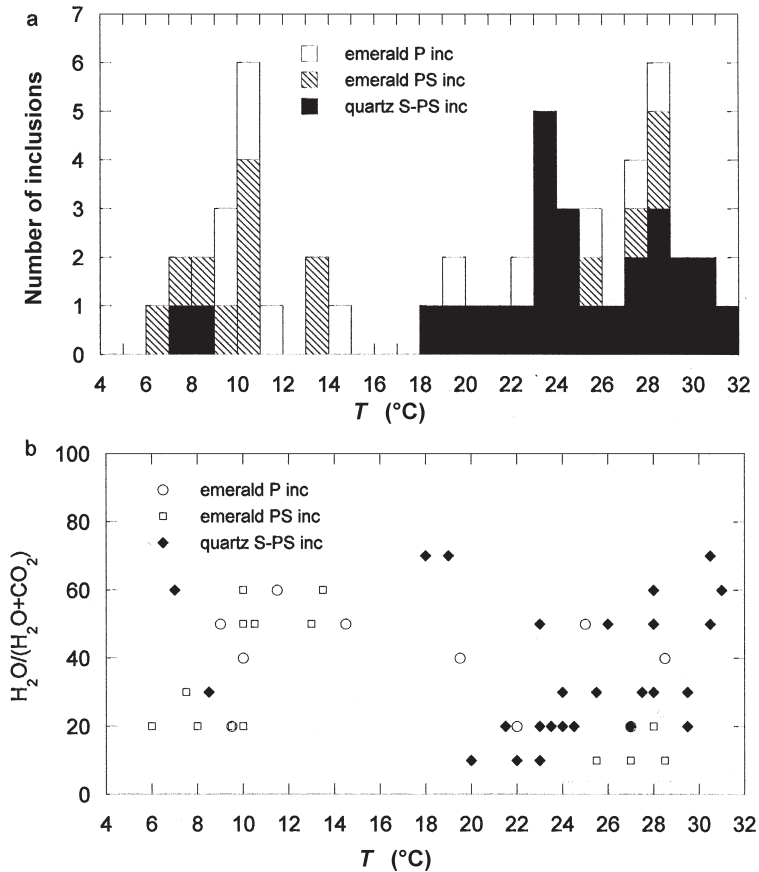 a
7
6
5
4
3
2
1
0
Number of inclusions
emerald P inc
emerald PS inc
quartz S-PS inc
4 6 8 10 12 14 16 18 20 22 24 26 28 30 32
T (°C)
b
100
80
60
40
20
0
H₂O/(H₂O+CO₂)
emerald P inc
emerald PS inc
quartz S-PS inc
4 6 8 10 12 14 16 18 20 22 24 26 28 30 32
T (°C)